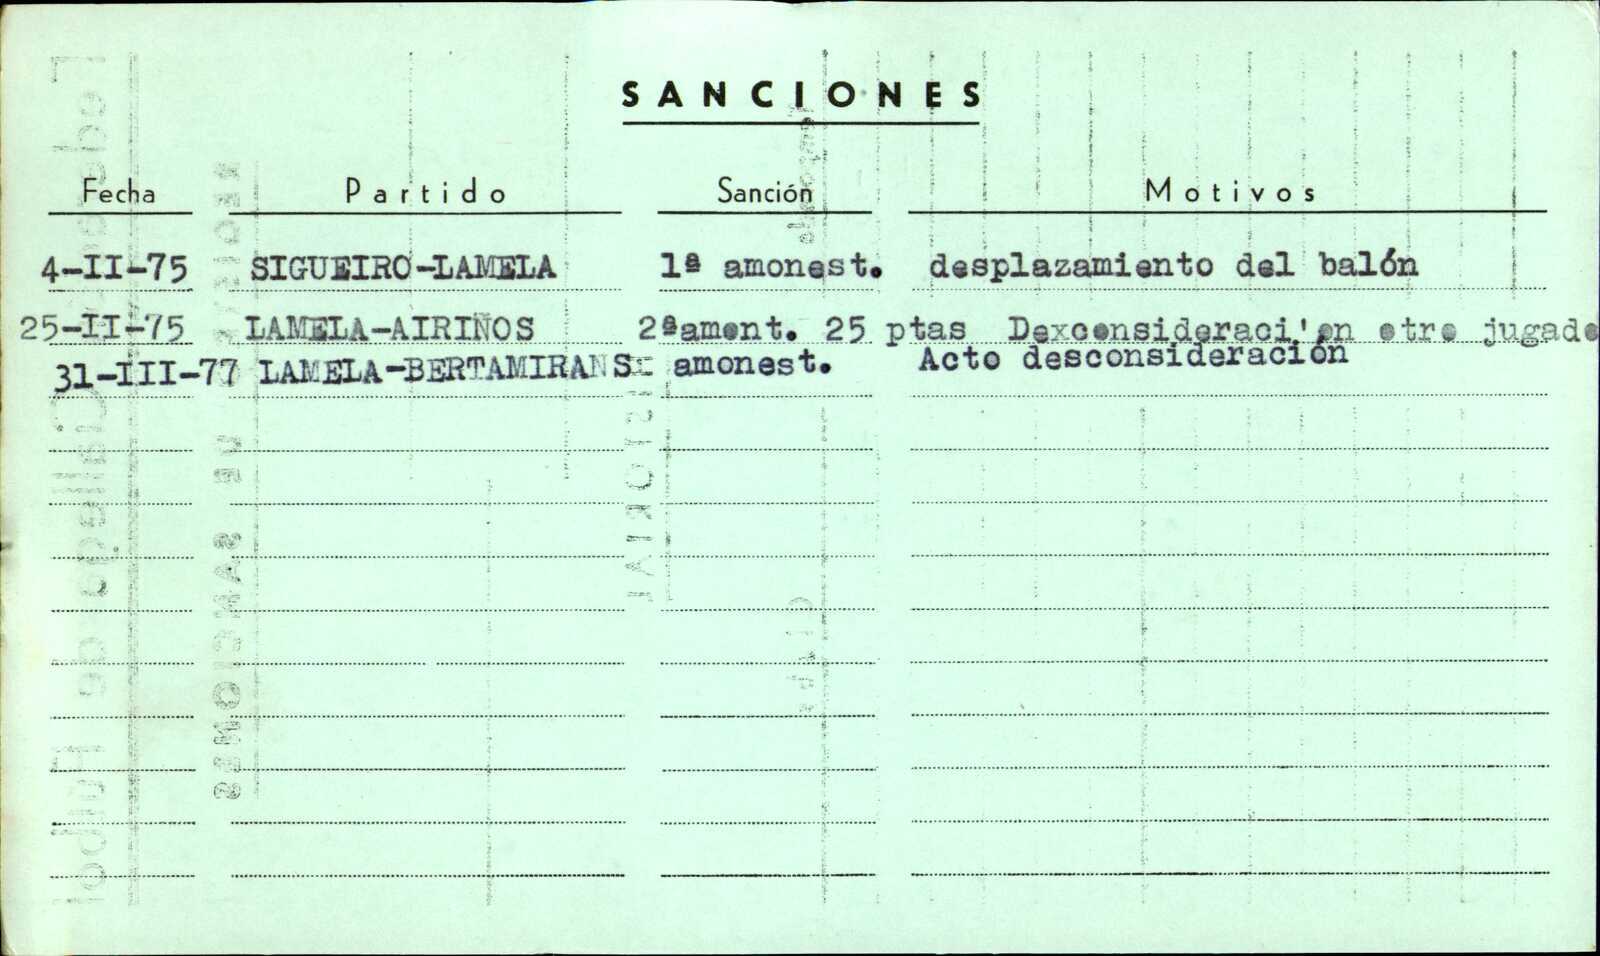 SANCIONES
Fecha Partido Sanción Motivos
4-II-75 SIGUEIRO-LAMELA 1ª amonest. desplazamiento del balón
25-II-75 LAMELA-AIRIÑOS 2ªament. 25 ptas Dexconsideraci'on otro jugado
31-III-77 LAMELA-BERTAMIRANS- amonest. Acto desconsideración